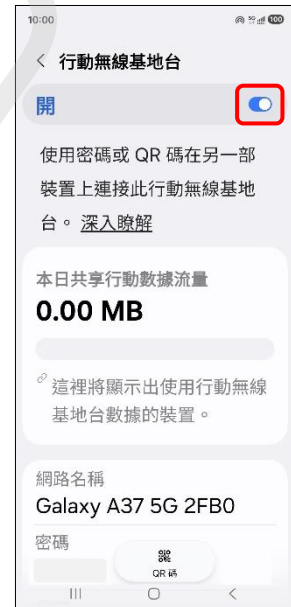 10:00 5G 100
行動無線基地台
開
使用密碼或 QR 碼在另一部
裝置上連接此行動無線基地
台。 深入瞭解
本日共享行動數據流量
0.00 MB
這裡將顯示出使用行動無線
基地台數據的裝置。
網路名稱
Galaxy A37 5G 2FB0
密碼
QR 碼